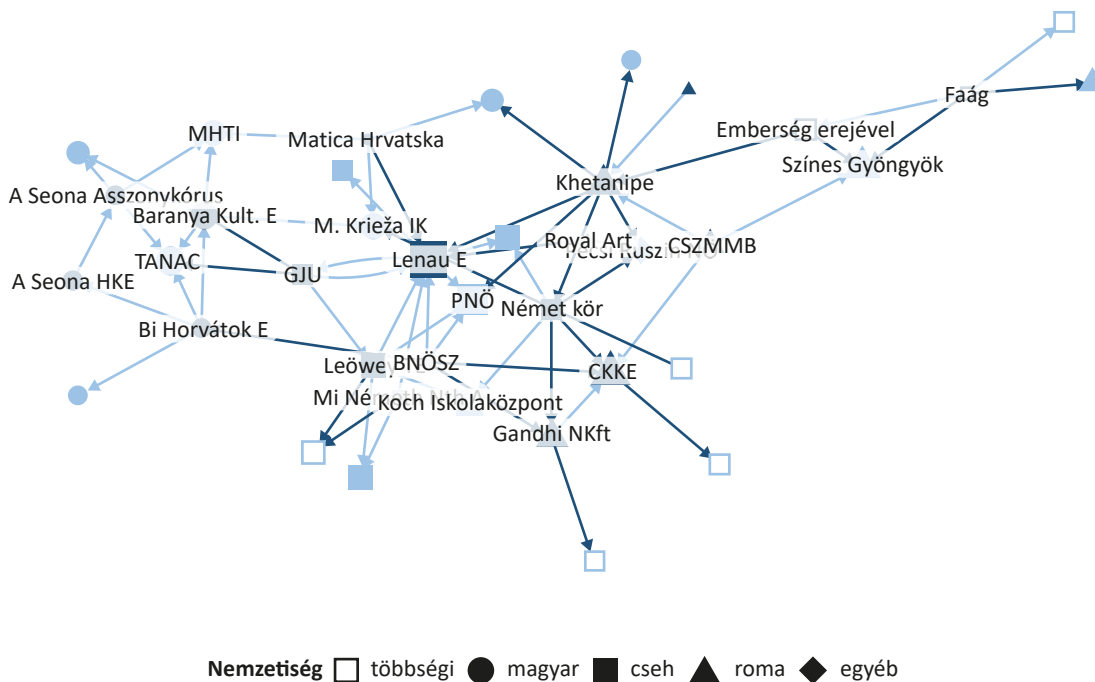 Faág
Emberség erejével
MHTI
Matica Hrvatska
Színes Gyöngyök
Khetanipe
A Seona Asszonykórus
Baranya Kult. E
M. Krieža IK
Royal Art
CSZMMB
TANAC
Lenau E
GJU
A Seona HKE
PNÖ
Német kör
Bi Horvátok E
BNÖSZ
CKKE
Koch Iskolaközpont
Gandhi NKft
Nemzetiség többségi magyar cseh roma egyéb